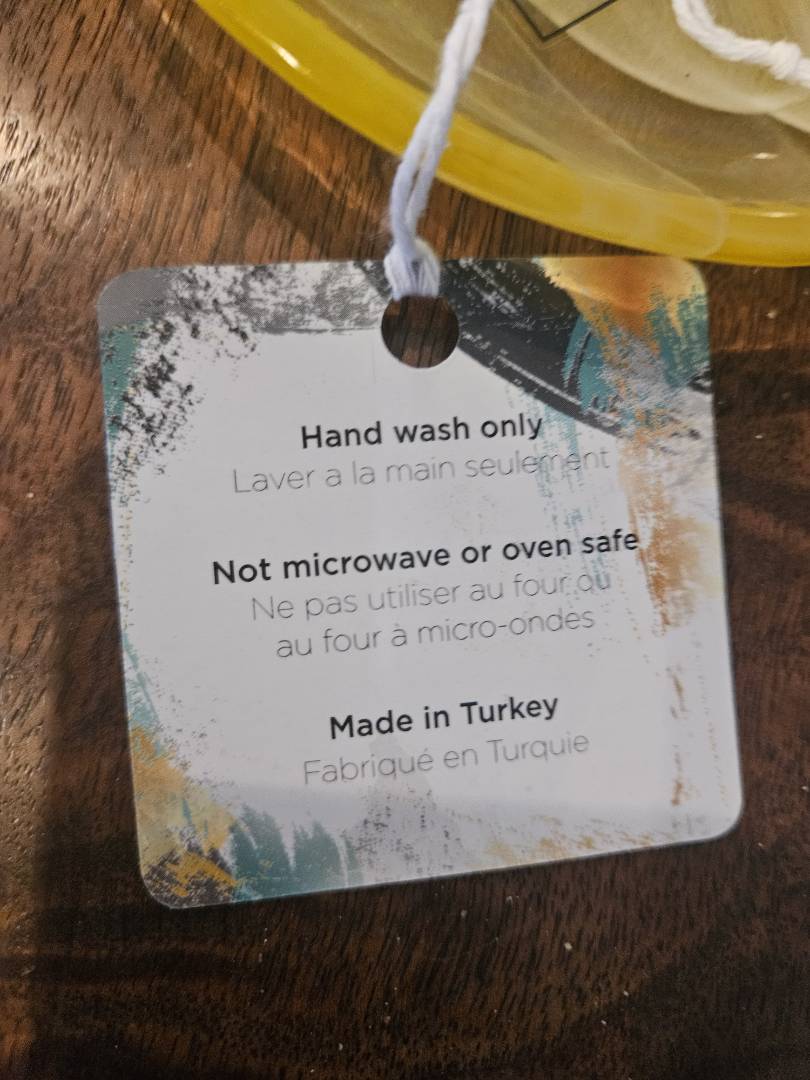 Hand wash only
Laver a la main seulement
Not microwave or oven safe
Ne pas utiliser au four ou
au four à micro-ondes
Made in Turkey
Fabriqué en Turquie